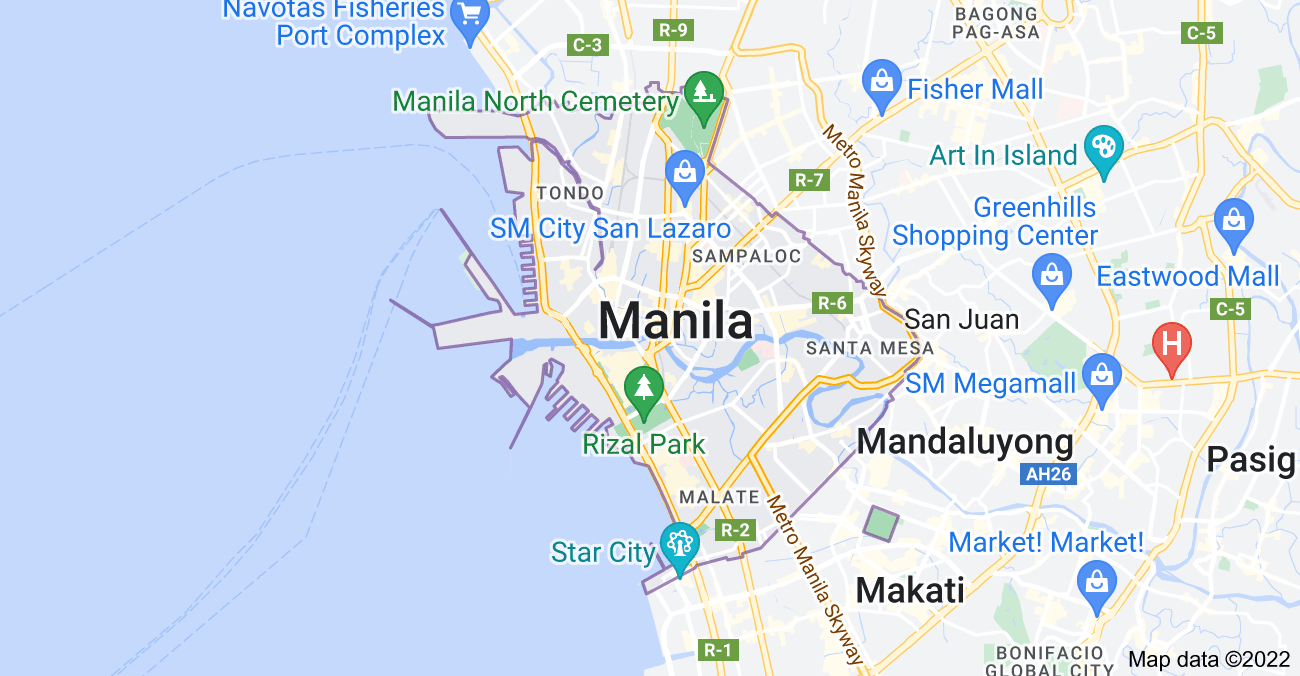 Navotas Fisheries
Port Complex
C-3
R-9
BAGONG
PAG-ASA
C-5
Manila North Cemetery
Fisher Mall
Metro Manila Skyway
Art In Island
R-7
TONDO
SM City San Lazaro
Greenhills
Shopping Center
SAMPALOC
Eastwood Mall
R-6
C-5
Manila
San Juan
H
SANTA MESA
SM Megamall
Rizal Park
Mandaluyong
Pasig
AH26
MALATE
R-2
Metro Manila Skyway
Star City
Market! Market!
Makati
R-1
BONIFACIO
GLOBAL CITY
Map data ©2022